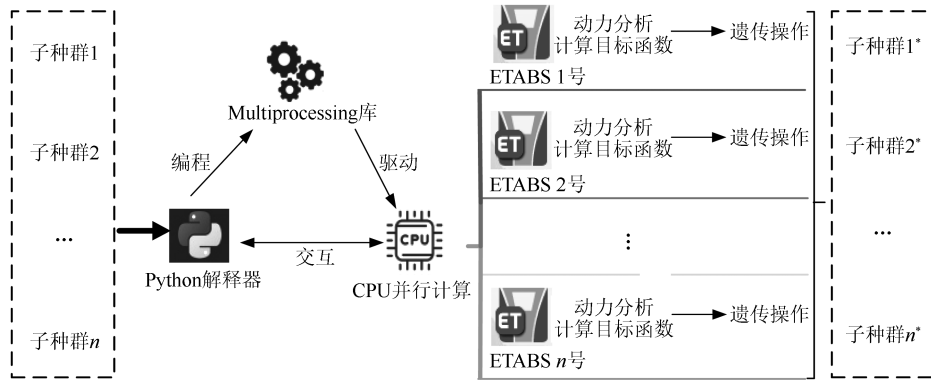 子种群1
子种群2
...
子种群n
Multiprocessing库
编程
驱动
交互
Python解释器
CPU
CPU并行计算
ET
动力分析
计算目标函数
遗传操作
ETABS 1号
ET
动力分析
计算目标函数
遗传操作
ETABS 2号
⋮
ET
动力分析
计算目标函数
遗传操作
ETABS n号
子种群1*
子种群2*
...
子种群n*